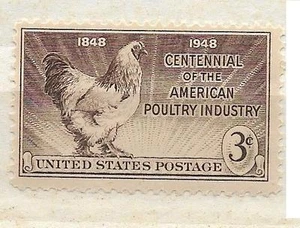 1848 1948
CENTENNIAL
OF THE
AMERICAN
POULTRY INDUSTRY
3¢
UNITED STATES POSTAGE